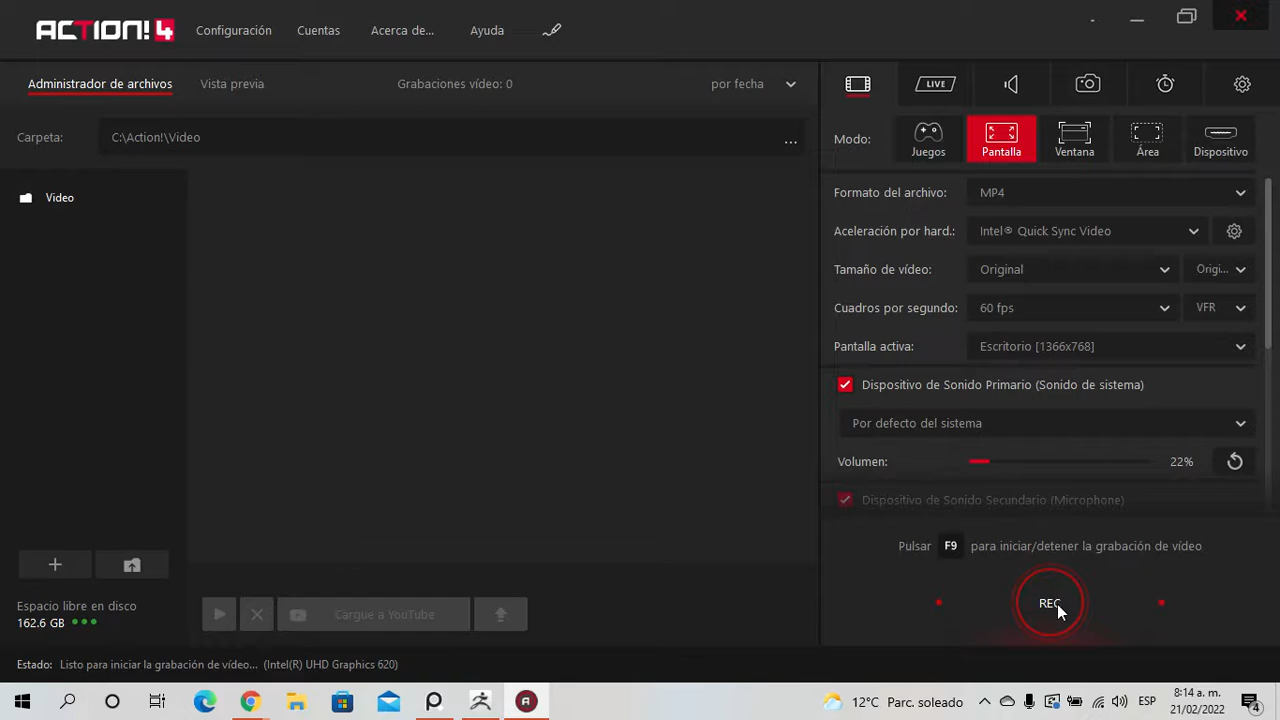 ACTION! 4 Configuración Cuentas Acerca de... Ayuda
Administrador de archivos Vista previa Grabaciones vídeo: 0 por fecha
LIVE
Carpeta: C:\Action!\Video ...
Modo: Juegos Pantalla Ventana Área Dispositivo
Video
Formato del archivo: MP4
Aceleración por hard.: Intel® Quick Sync Video
Tamaño de vídeo: Original Origi...
Cuadros por segundo: 60 fps VFR
Pantalla activa: Escritorio [1366x768]
Dispositivo de Sonido Primario (Sonido de sistema)
Por defecto del sistema
Volumen: 22%
Dispositivo de Sonido Secundario (Microphone)
Pulsar F9 para iniciar/detener la grabación de vídeo
REC
Espacio libre en disco
162.6 GB
Cargue a YouTube
Estado: Listo para iniciar la grabación de vídeo... (Intel(R) UHD Graphics 620)
12°C Parc. soleado ESP 8:14 a. m.
21/02/2022 4